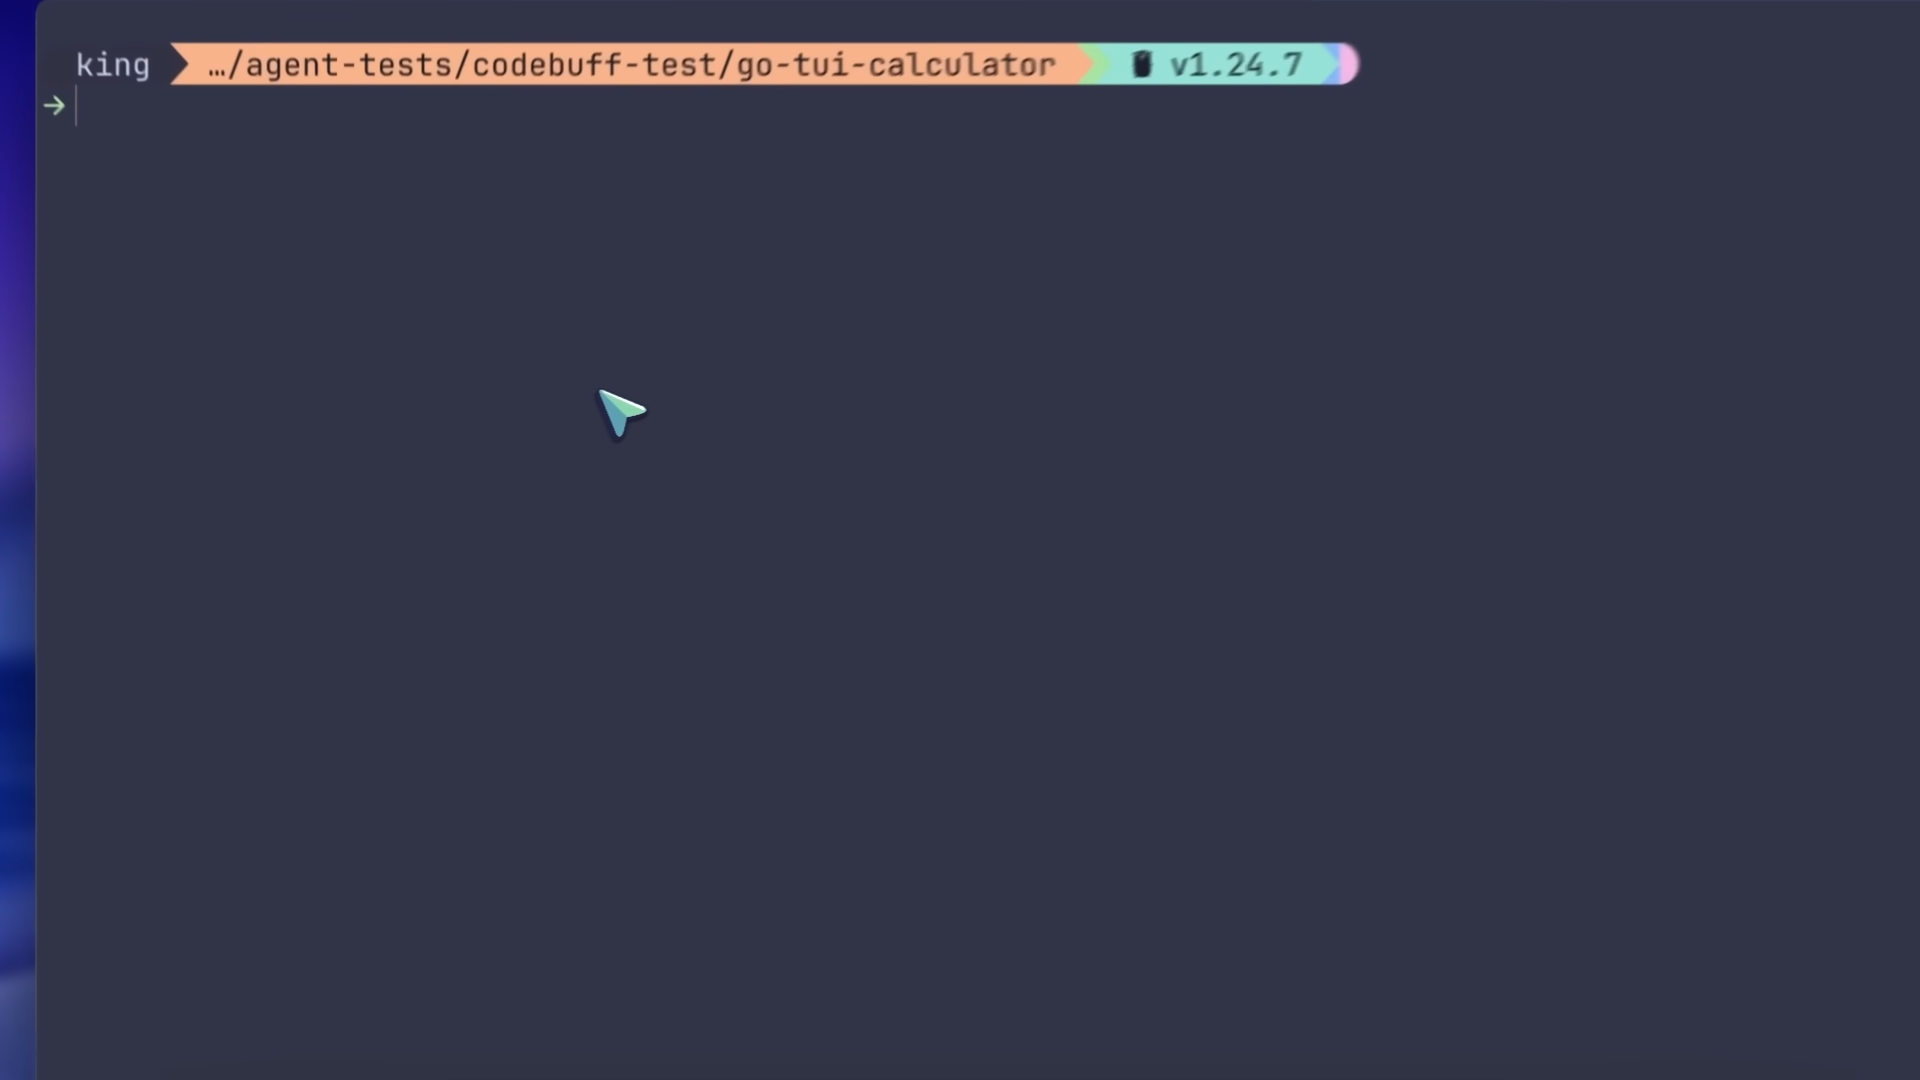 king …/agent-tests/codebuff-test/go-tui-calculator v1.24.7
→